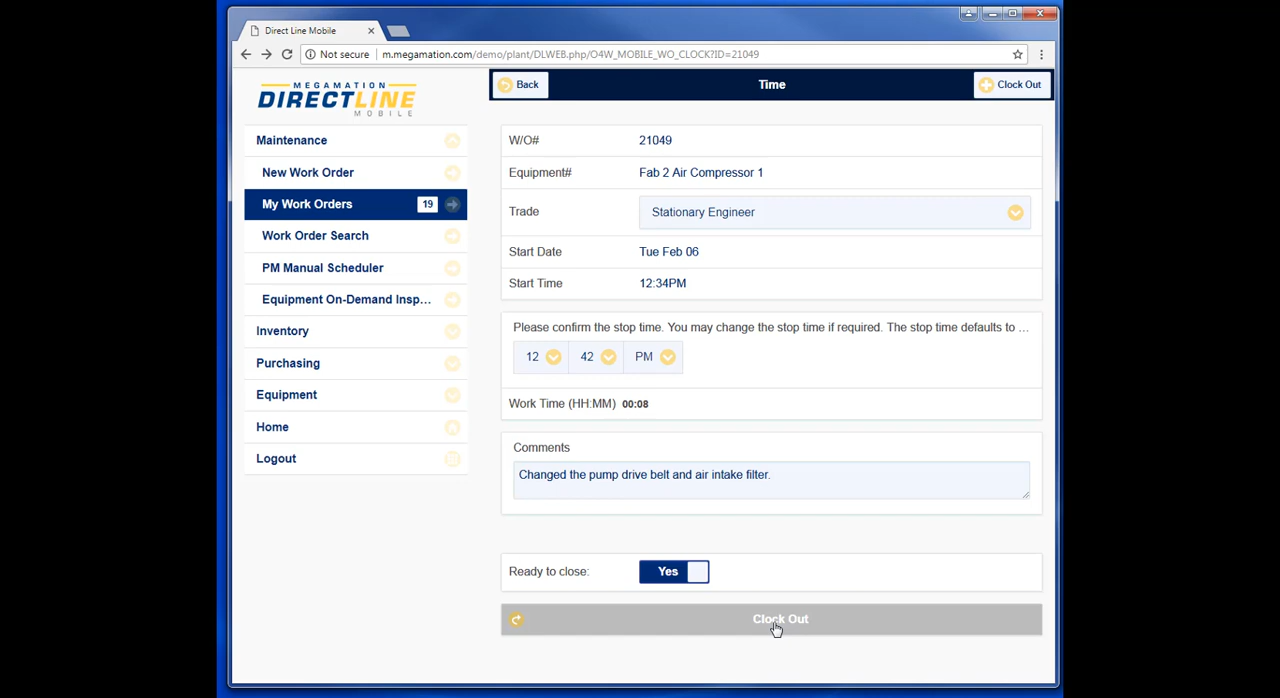 Direct Line Mobile
Not secure | m.megamation.com/demo/plant/DLWEB.php/O4W_MOBILE_WO_CLOCK?ID=21049
MEGAMATION
DIRECTLINE
MOBILE
Back
Time
Clock Out
Maintenance
New Work Order
My Work Orders 19
Work Order Search
PM Manual Scheduler
Equipment On-Demand Insp...
Inventory
Purchasing
Equipment
Home
Logout
W/O# 21049
Equipment# Fab 2 Air Compressor 1
Trade Stationary Engineer
Start Date Tue Feb 06
Start Time 12:34PM
Please confirm the stop time. You may change the stop time if required. The stop time defaults to ...
12 42 PM
Work Time (HH:MM) 00:08
Comments
Changed the pump drive belt and air intake filter.
Ready to close: Yes
Clock Out